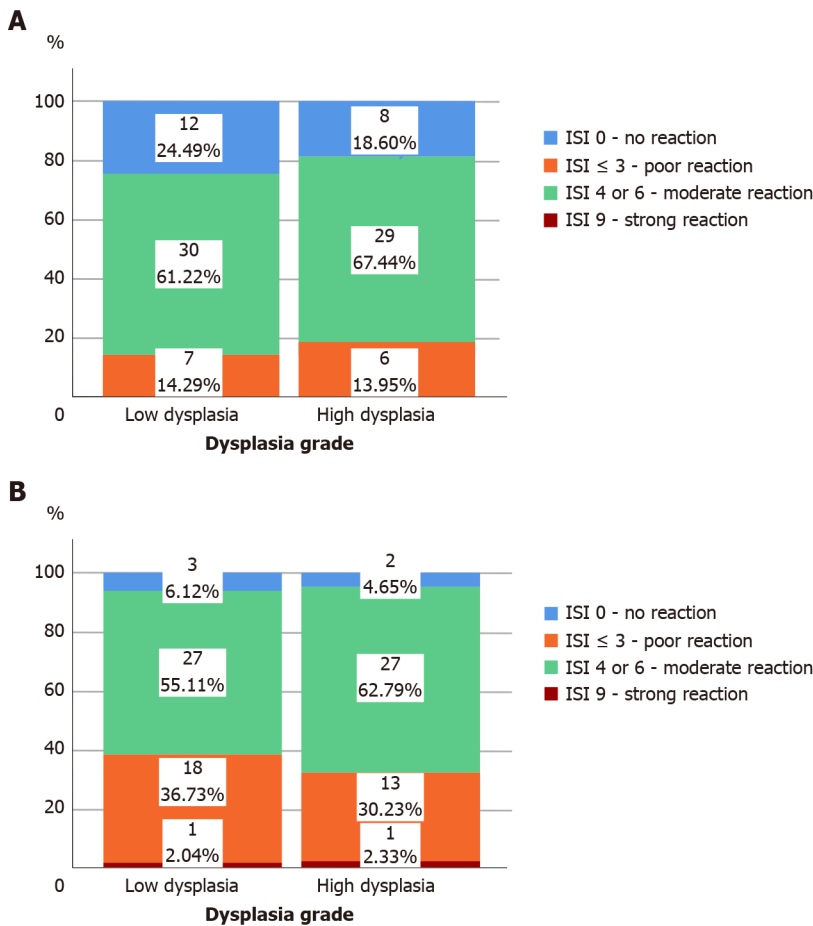 A
%
100
80
60
40
20
0
12
24.49%
30
61.22%
7
14.29%
8
18.60%
29
67.44%
6
13.95%
Low dysplasia
High dysplasia
Dysplasia grade
ISI 0 - no reaction
ISI ≤ 3 - poor reaction
ISI 4 or 6 - moderate reaction
ISI 9 - strong reaction
B
%
100
80
60
40
20
0
3
6.12%
27
55.11%
18
36.73%
1
2.04%
2
4.65%
27
62.79%
13
30.23%
1
2.33%
Low dysplasia
High dysplasia
Dysplasia grade
ISI 0 - no reaction
ISI ≤ 3 - poor reaction
ISI 4 or 6 - moderate reaction
ISI 9 - strong reaction